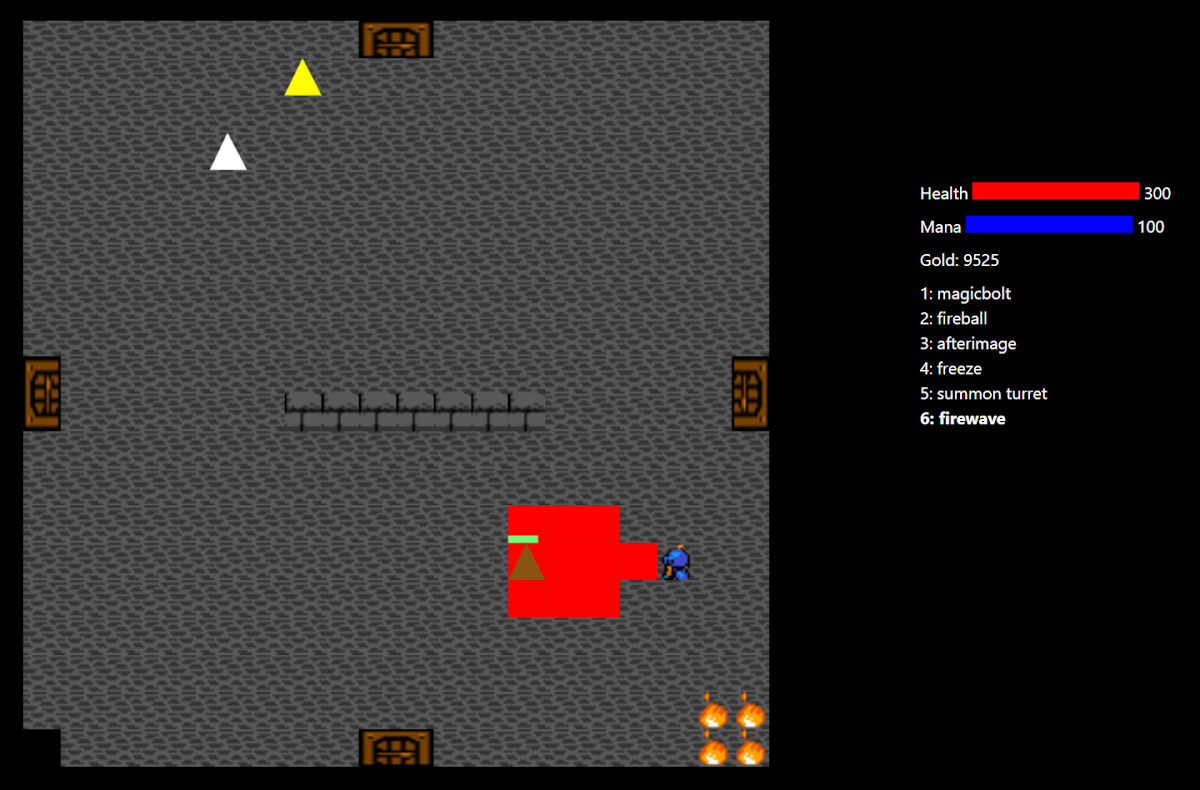 Health 300
Mana 100
Gold: 9525
1: magicbolt
2: fireball
3: afterimage
4: freeze
5: summon turret
6: firewave